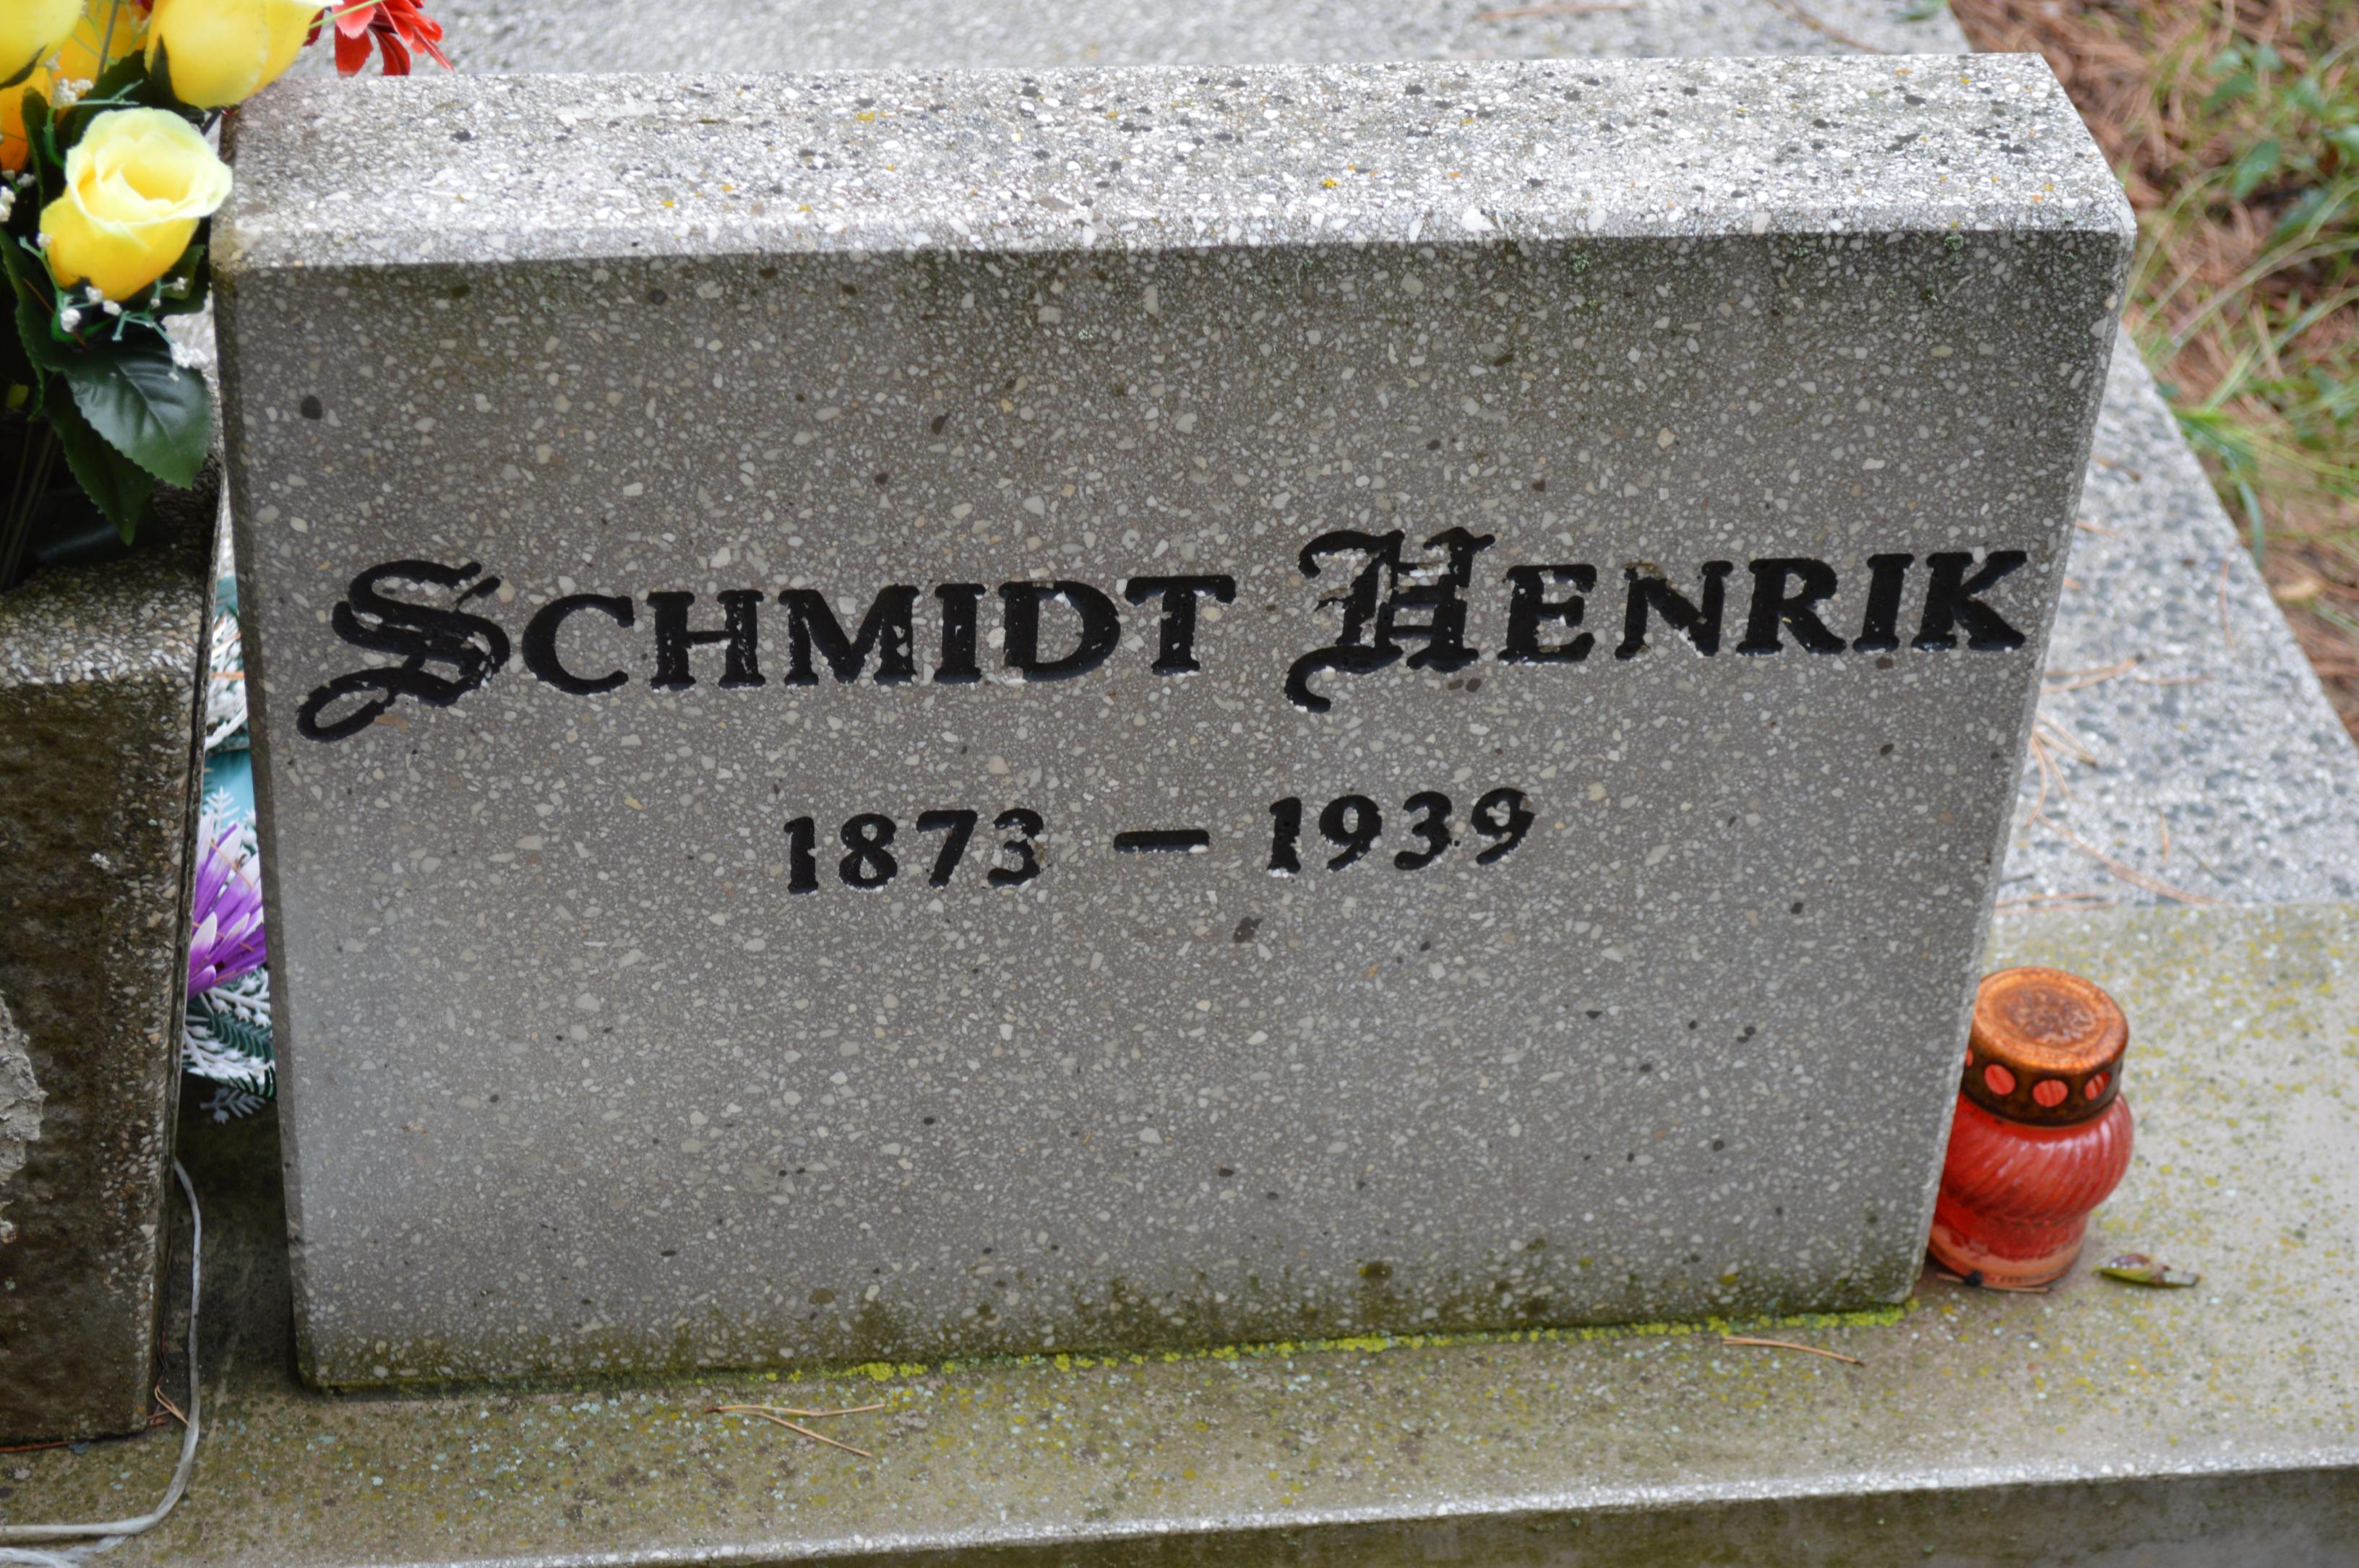 Schmidt Henrik
1873 — 1939